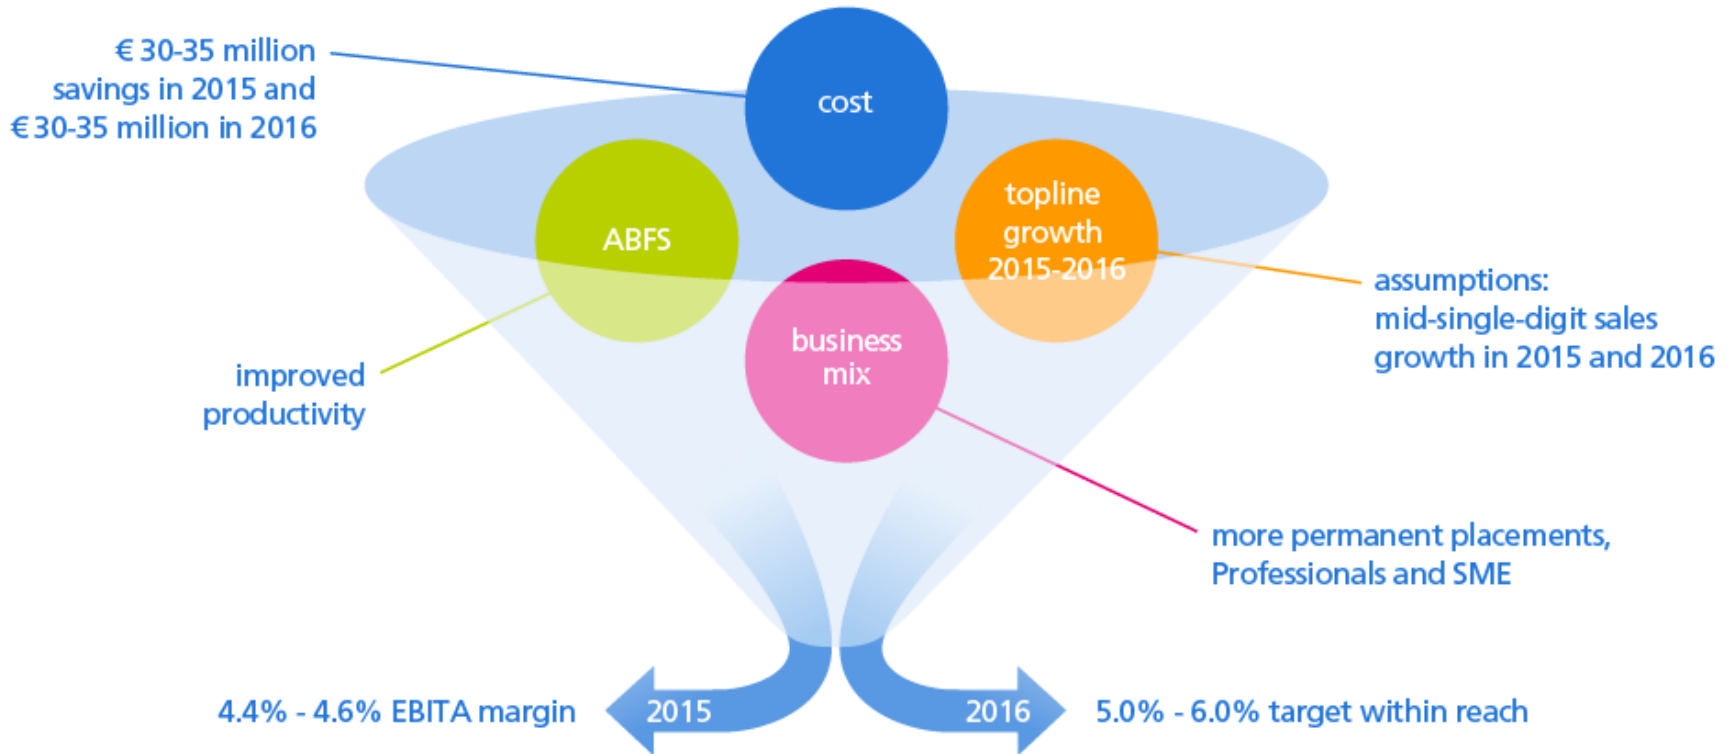 € 30-35 million
savings in 2015 and
€ 30-35 million in 2016
cost
ABFS
topline
growth
2015-2016
assumptions:
mid-single-digit sales
growth in 2015 and 2016
improved
productivity
business
mix
more permanent placements,
Professionals and SME
4.4% - 4.6% EBITA margin
2015
2016
5.0% - 6.0% target within reach